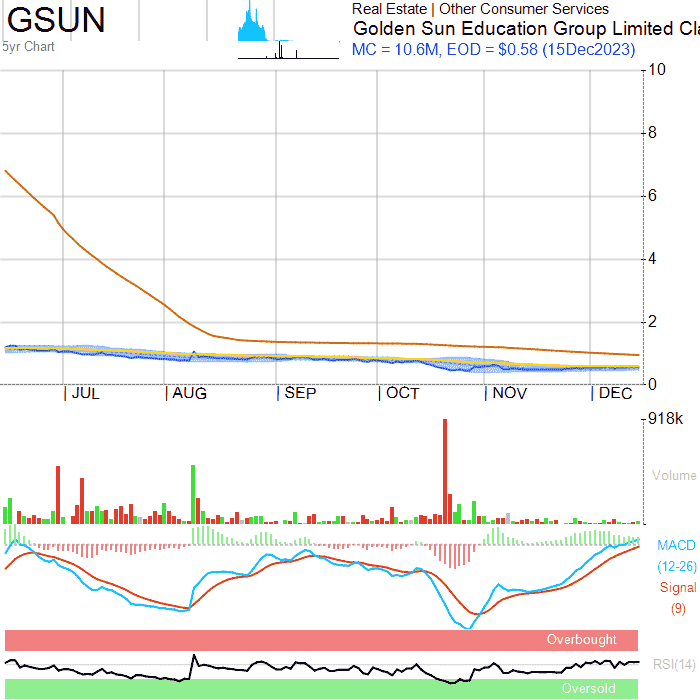 GSUN
Real Estate | Other Consumer Services
Golden Sun Education Group Limited Cla
5yr Chart
MC = 10.6M, EOD = $0.58 (15Dec2023)
10
8
6
4
2
0
JUL AUG SEP OCT NOV DEC
918k
Volume
MACD
(12-26)
Signal
(9)
Overbought
RSI(14)
Oversold